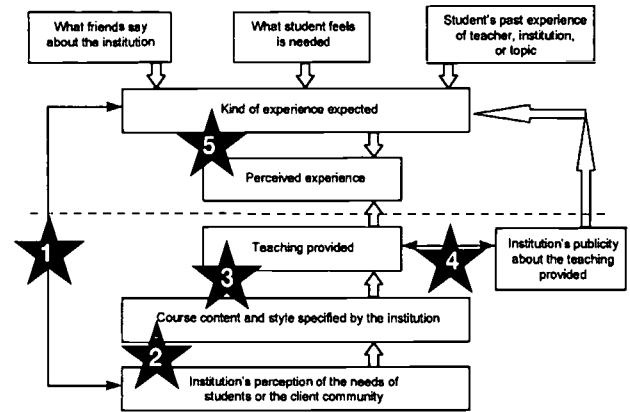 What friends say
about the institution
What student feels
is needed
Student's past experience
of teacher, institution,
or topic
Kind of experience expected
5
Perceived experience
1
Teaching provided
4
Institution's publicity
about the teaching
provided
3
Course content and style specified by the institution
2
Institution's perception of the needs of
students or the client community